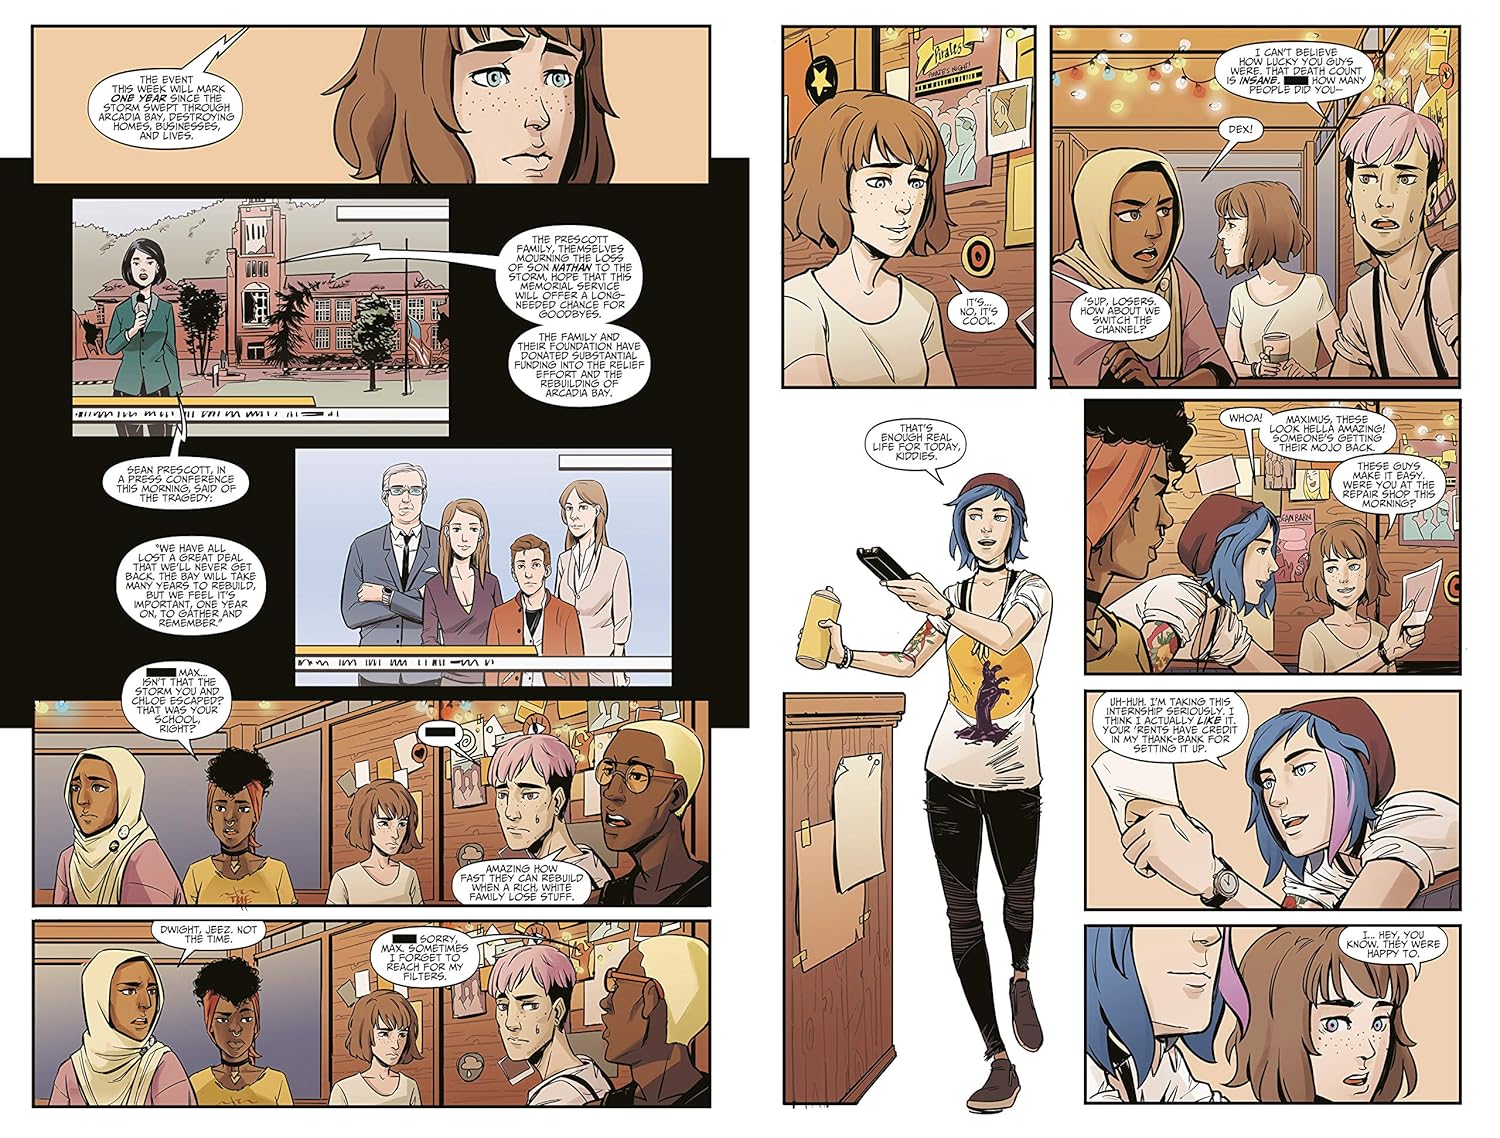 THE EVENT
THIS WEEK WILL MARK
ONE YEAR SINCE THE
STORM SWEPT THROUGH
ARCADIA BAY, DESTROYING
HOMES, BUSINESSES,
AND LIVES.
THE PRESCOTT
FAMILY, THEMSELVES
MOURNING THE LOSS
OF SON NATHAN TO THE
STORM, HOPE THAT THIS
MEMORIAL SERVICE
WILL OFFER A LONG-
NEEDED CHANCE FOR
GOODBYES.
THE FAMILY AND
THEIR FOUNDATION HAVE
DONATED SUBSTANTIAL
FUNDING INTO THE RELIEF
EFFORT AND THE
REBUILDING OF
ARCADIA BAY.
SEAN PRESCOTT, IN
A PRESS CONFERENCE
THIS MORNING, SAID OF
THE TRAGEDY:
"WE HAVE ALL
LOST A GREAT DEAL
THAT WE'LL NEVER GET
BACK. THE BAY WILL TAKE
MANY YEARS TO REBUILD,
BUT WE FEEL IT'S
IMPORTANT, ONE YEAR
ON, TO GATHER AND
REMEMBER."
MAX...
ISN'T THAT THE
STORM YOU AND
CHLOE ESCAPED?
THAT WAS YOUR
SCHOOL,
RIGHT?
AMAZING HOW
FAST THEY CAN REBUILD
WHEN A RICH, WHITE
FAMILY LOSE STUFF.
DWIGHT, JEEZ. NOT
THE TIME.
SORRY,
MAX. SOMETIMES
I FORGET TO
REACH FOR MY
FILTERS.
Pirates
IT'S...
NO, IT'S
COOL.
I CAN'T BELIEVE
HOW LUCKY YOU GUYS
WERE. THAT DEATH COUNT
IS INSANE. HOW MANY
PEOPLE DID YOU—
DEX!
'SUP, LOSERS.
HOW ABOUT WE
SWITCH THE
CHANNEL?
THAT'S
ENOUGH REAL
LIFE FOR TODAY,
KIDDIES.
WHOA!
MAXIMUS, THESE
LOOK HELLA AMAZING!
SOMEONE'S GETTING
THEIR MOJO BACK.
THESE GUYS
MAKE IT EASY.
WERE YOU AT THE
REPAIR SHOP THIS
MORNING?
UH-HUH. I'M TAKING THIS
INTERNSHIP SERIOUSLY. I
THINK I ACTUALLY LIKE IT.
YOUR 'RENTS HAVE CREDIT
IN MY THANK-BANK FOR
SETTING IT UP.
I... HEY, YOU
KNOW. THEY WERE
HAPPY TO.